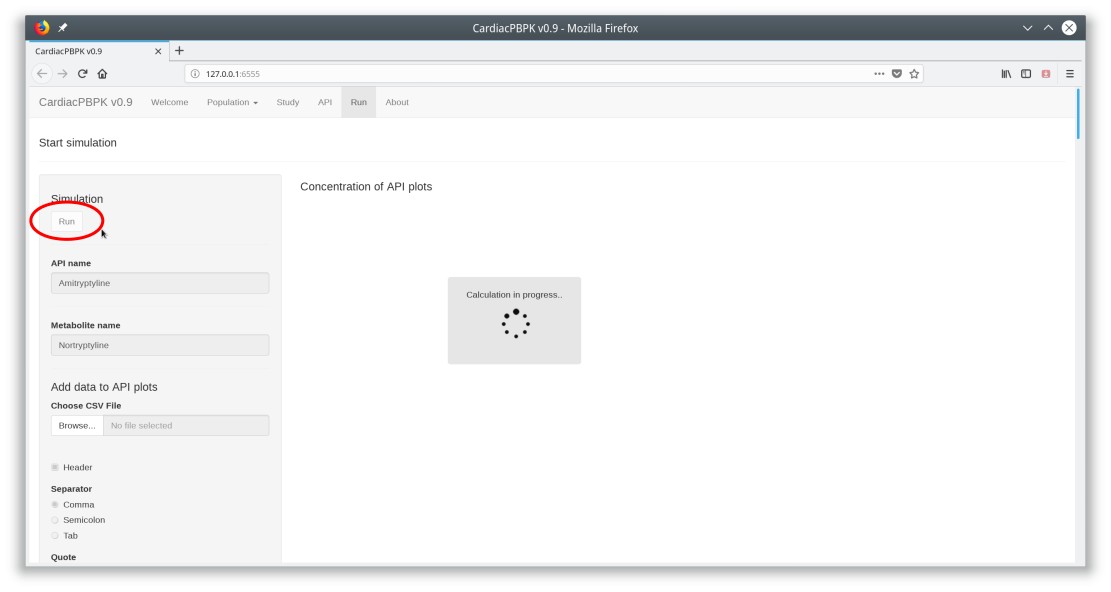 CardiacPBPK v0.9 - Mozilla Firefox
CardiacPBPK v0.9
127.0.0.1:6555
CardiacPBPK v0.9 Welcome Population Study API Run About
Start simulation
Simulation
Run
API name
Amitryptyline
Metabolite name
Nortryptyline
Add data to API plots
Choose CSV File
Browse... No file selected
Header
Separator
Comma
Semicolon
Tab
Quote
Concentration of API plots
Calculation in progress..